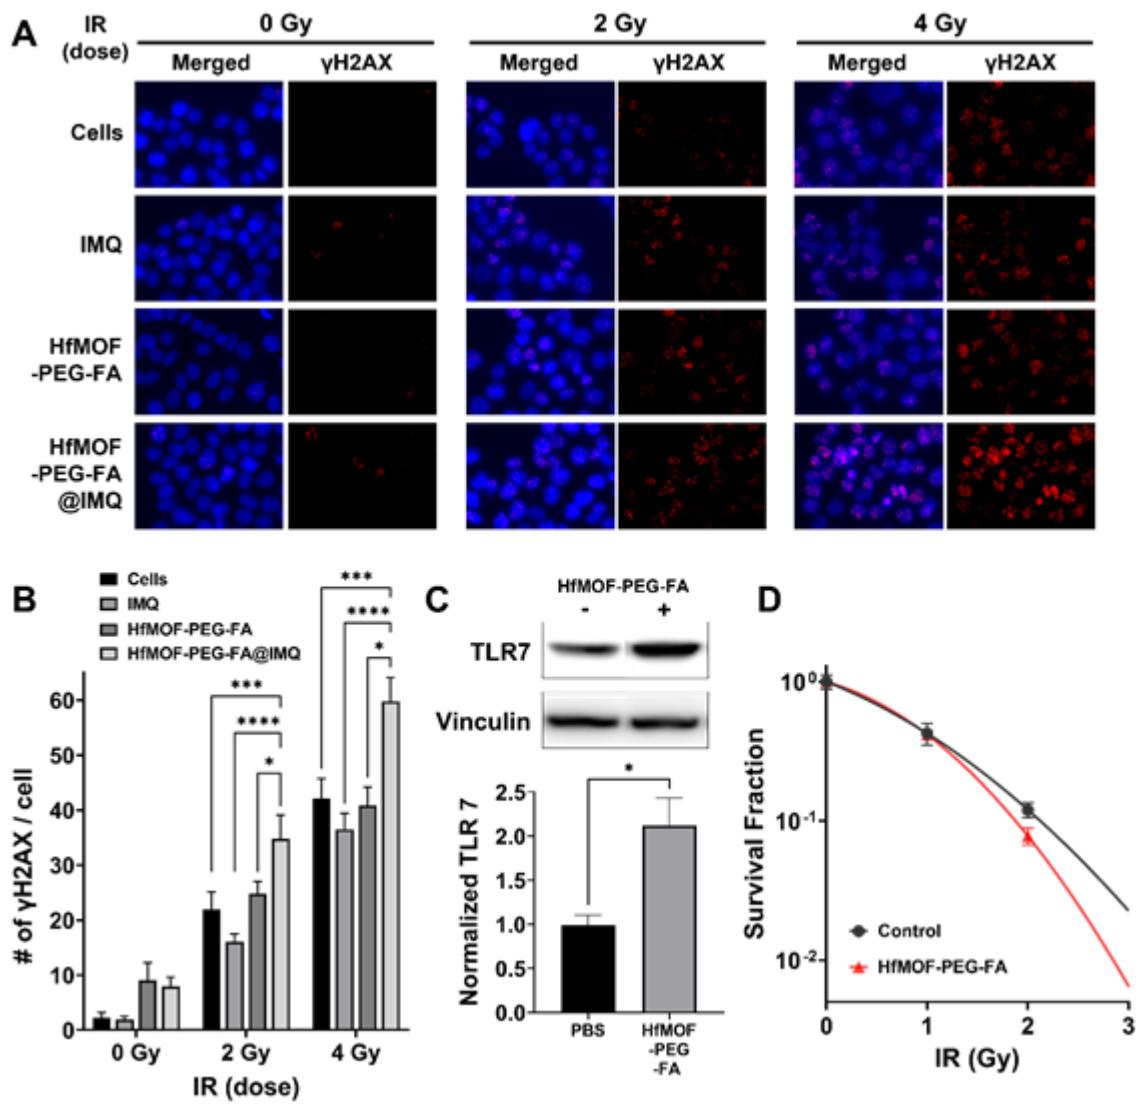 A
IR
(dose)
0 Gy
2 Gy
4 Gy
Merged
γH2AX
Merged
γH2AX
Merged
γH2AX
Cells
IMQ
HfMOF
-PEG-FA
HfMOF
-PEG-FA
@IMQ
B
Cells
IMQ
HfMOF-PEG-FA
HfMOF-PEG-FA@IMQ
***
****
*
***
****
*
# of γH2AX / cell
60
50
40
30
20
10
0
0 Gy
2 Gy
4 Gy
IR (dose)
C
HfMOF-PEG-FA
- +
TLR7
Vinculin
*
Normalized TLR 7
2.5
2.0
1.5
1.0
0.5
0.0
PBS
HfMOF
-PEG
-FA
D
Survival Fraction
10⁰
10⁻¹
10⁻²
Control
HfMOF-PEG-FA
0
1
2
3
IR (Gy)